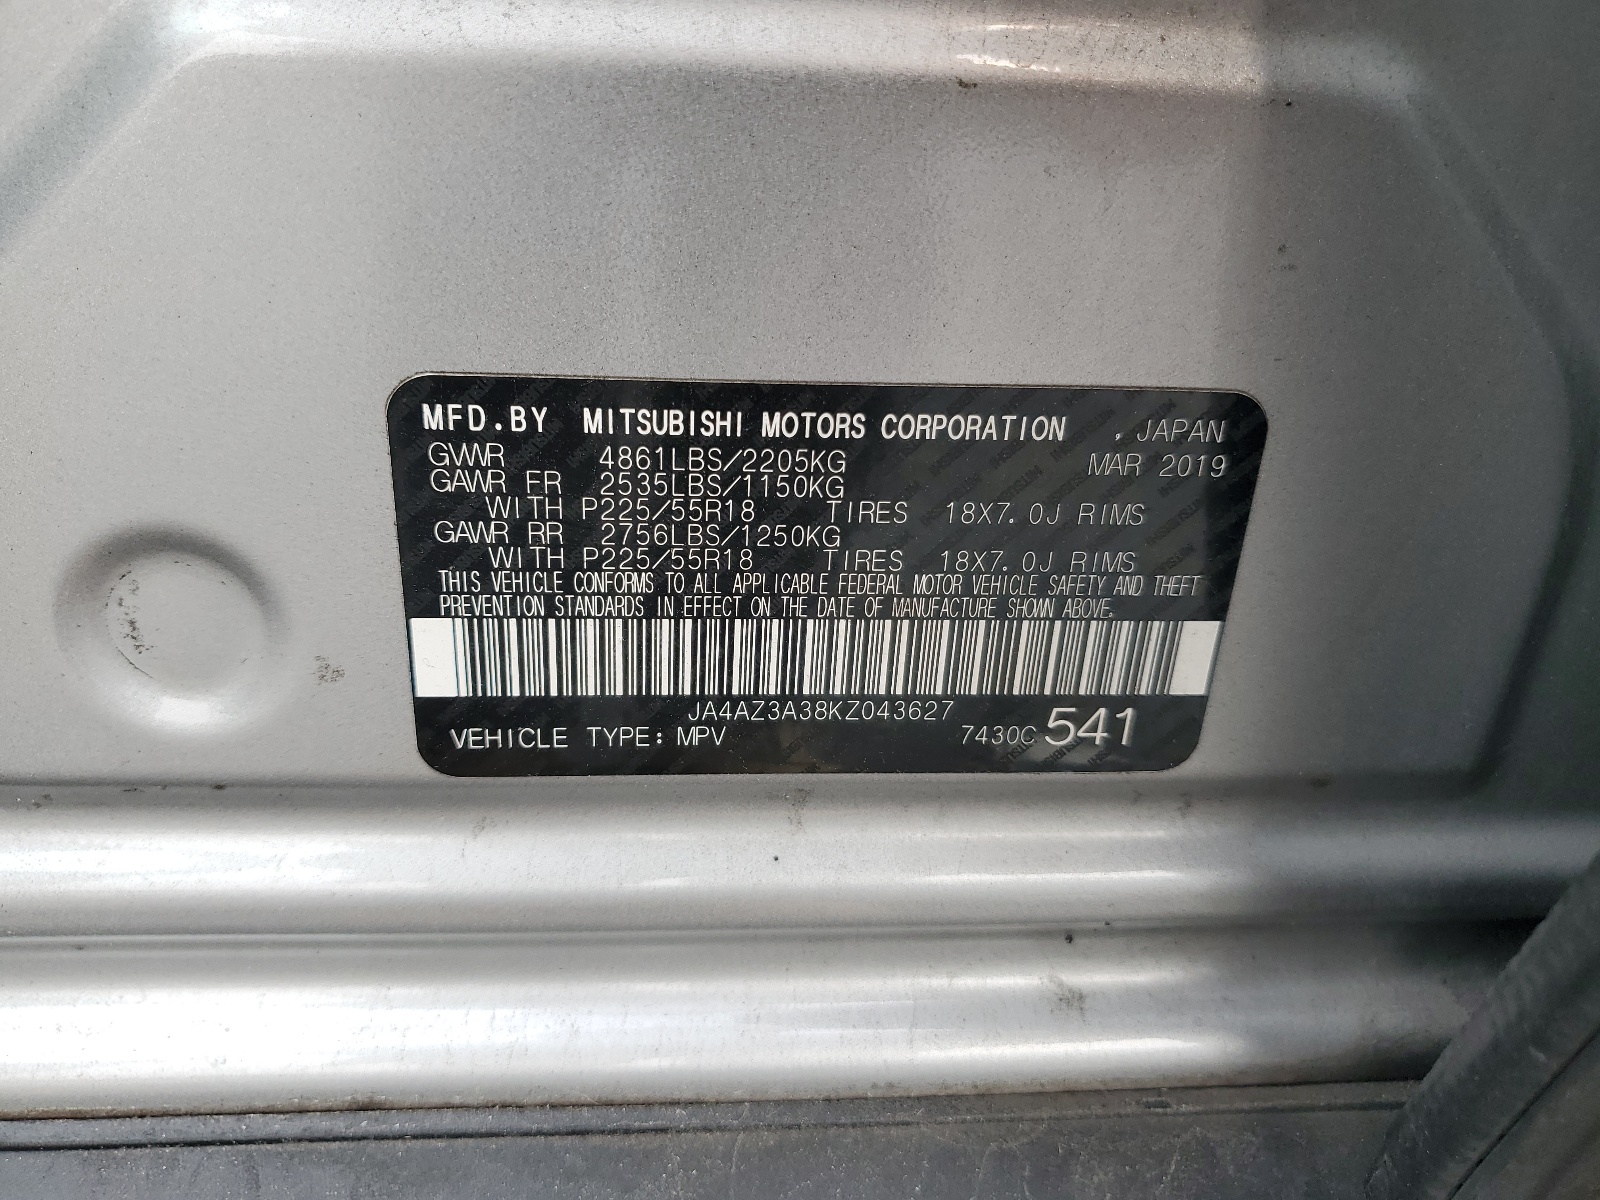 MFD.BY MITSUBISHI MOTORS CORPORATION , JAPAN
GVWR 4861LBS/2205KG MAR 2019
GAWR FR 2535LBS/1150KG
WITH P225/55R18 TIRES 18X7.0J RIMS
GAWR RR 2756LBS/1250KG
WITH P225/55R18 TIRES 18X7.0J RIMS
THIS VEHICLE CONFORMS TO ALL APPLICABLE FEDERAL MOTOR VEHICLE SAFETY AND THEFT
PREVENTION STANDARDS IN EFFECT ON THE DATE OF MANUFACTURE SHOWN ABOVE.
JA4AZ3A38KZ043627
VEHICLE TYPE: MPV 7430C 541